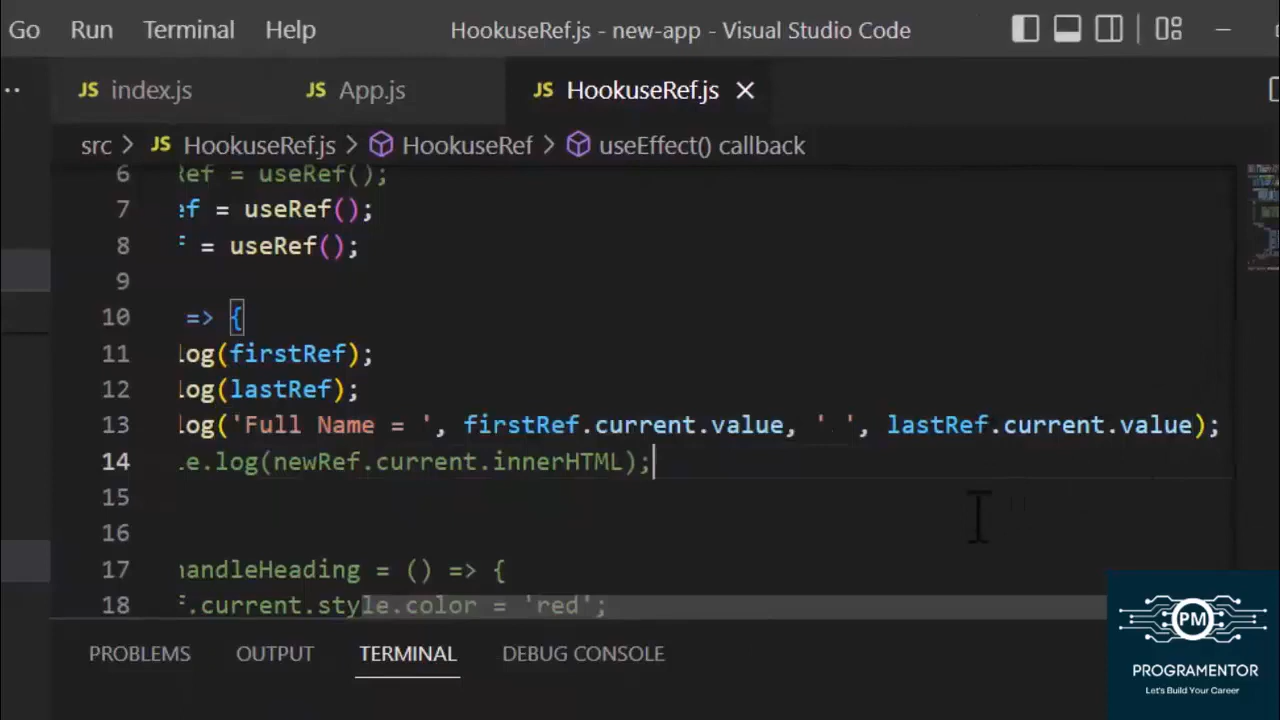 Go Run Terminal Help HookuseRef.js - new-app - Visual Studio Code
JS index.js JS App.js JS HookuseRef.js
src > JS HookuseRef.js > HookuseRef > useEffect() callback
6 Ref = useRef();
7 ef = useRef();
8 f = useRef();
9
10 => {
11 log(firstRef);
12 log(lastRef);
13 log('Full Name = ', firstRef.current.value, ' ', lastRef.current.value);
14 e.log(newRef.current.innerHTML);
15
16
17 handleHeading = () => {
18 f.current.style.color = 'red';
PROBLEMS OUTPUT TERMINAL DEBUG CONSOLE
PM
PROGRAMENTOR
Let's Build Your Career